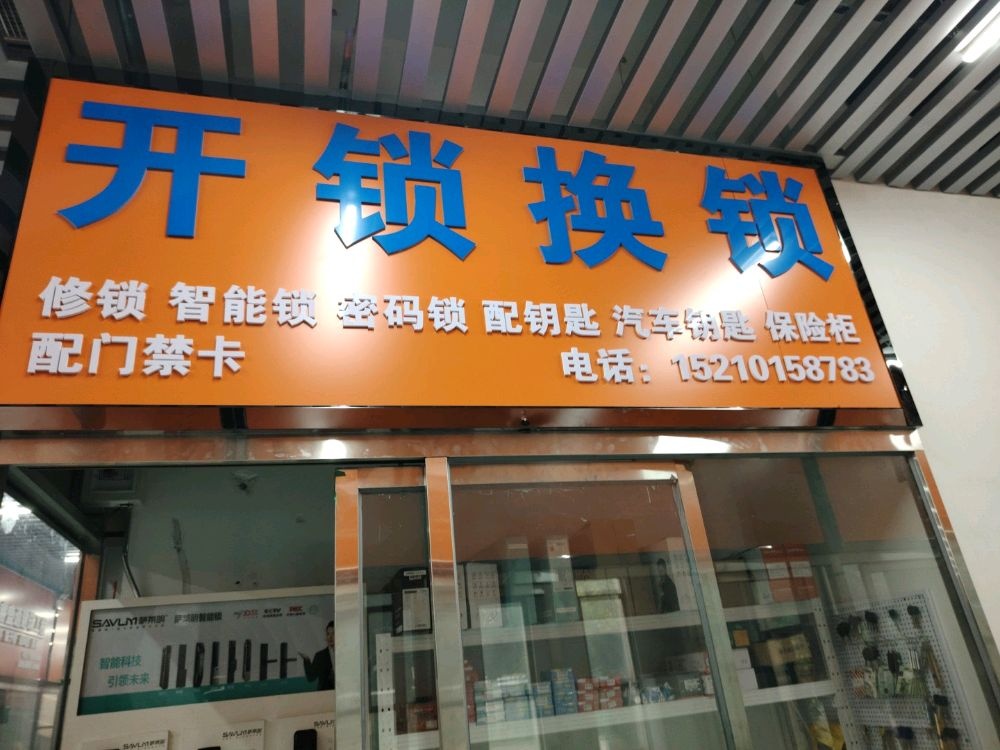 开锁换锁
修锁 智能锁 密码锁 配钥匙 汽车钥匙 保险柜
配门禁卡
电话：15210158783
智能科技
引领未来